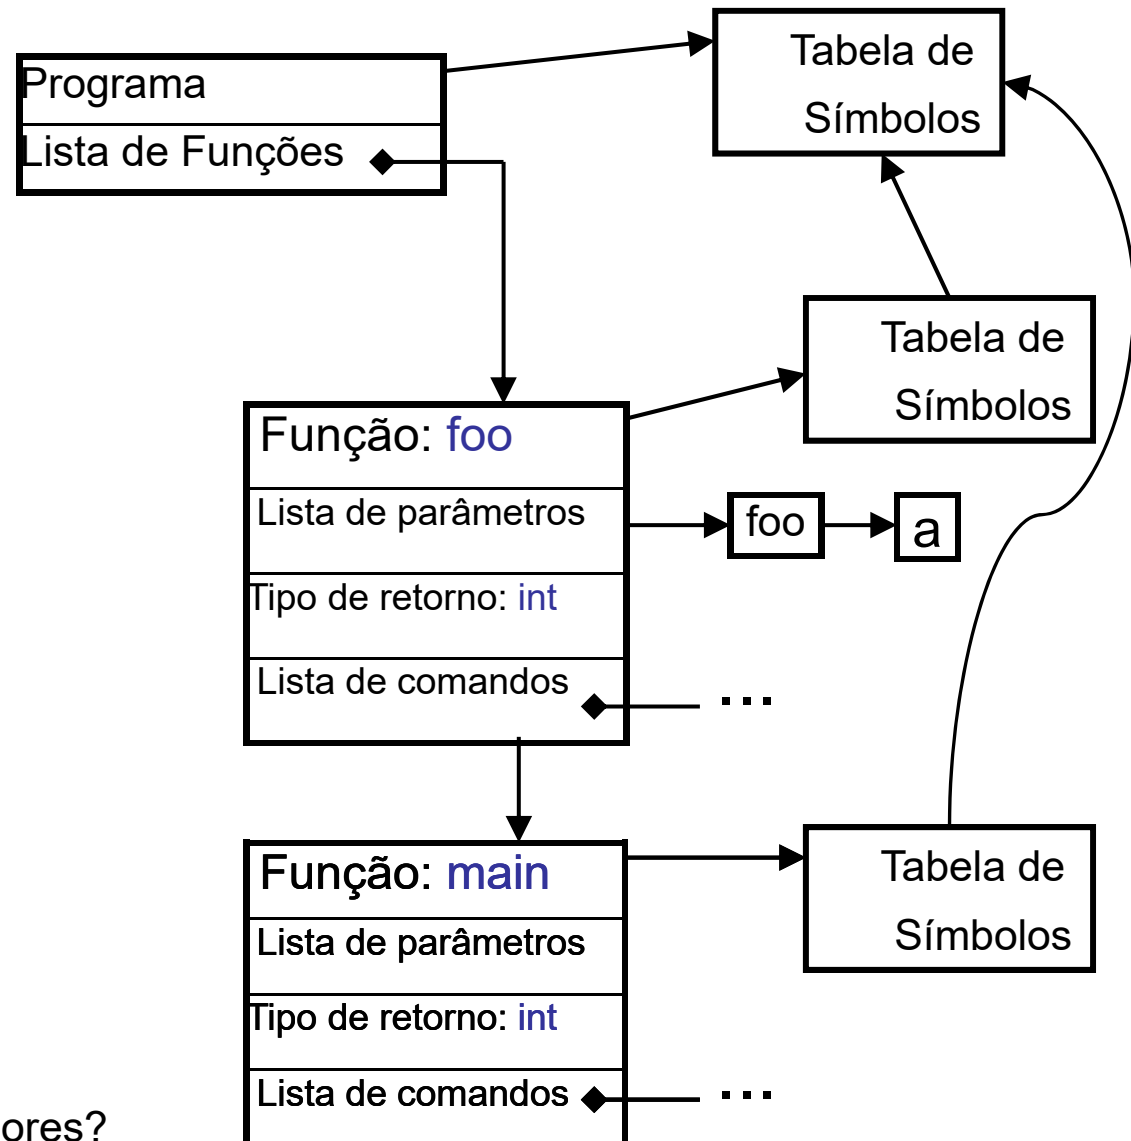 Programa
Lista de Funções
Tabela de
Símbolos
Tabela de
Símbolos
Função: foo
Lista de parâmetros
foo
a
Tipo de retorno: int
Lista de comandos
...
Função: main
Tabela de
Símbolos
Lista de parâmetros
Tipo de retorno: int
Lista de comandos
...
ores?